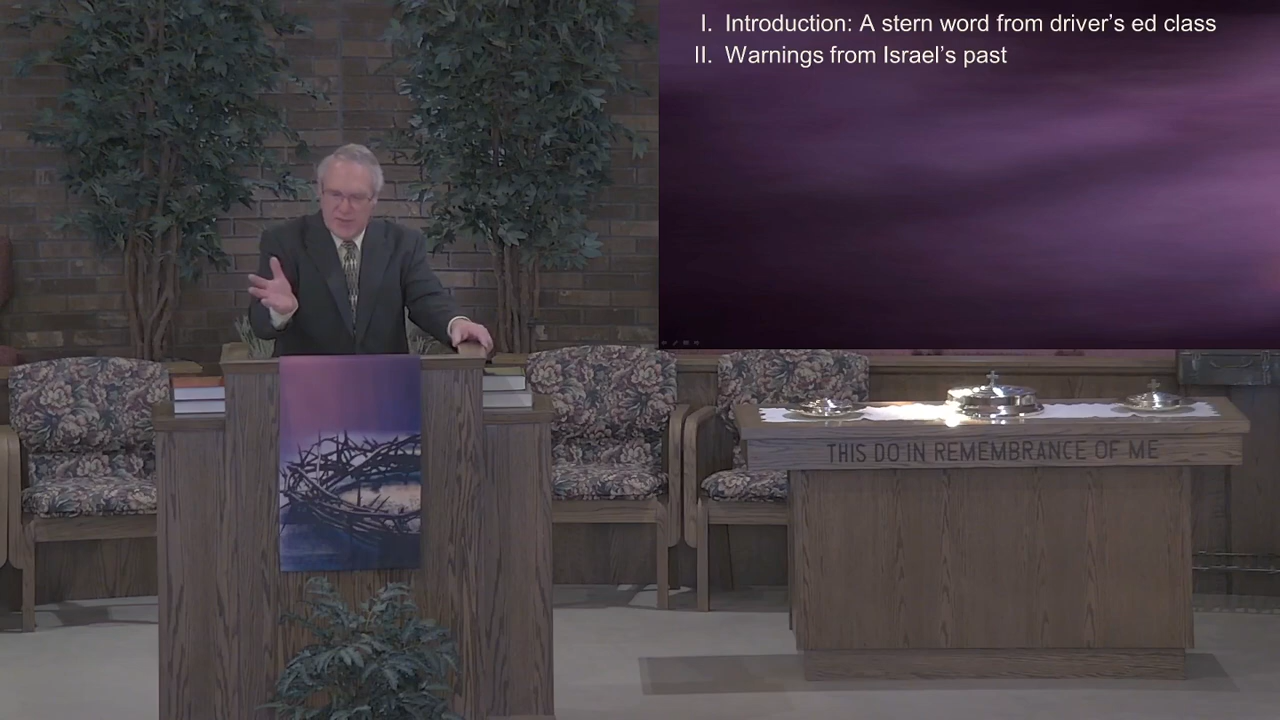 I. Introduction: A stern word from driver’s ed class
II. Warnings from Israel’s past
THIS DO IN REMEMBRANCE OF ME